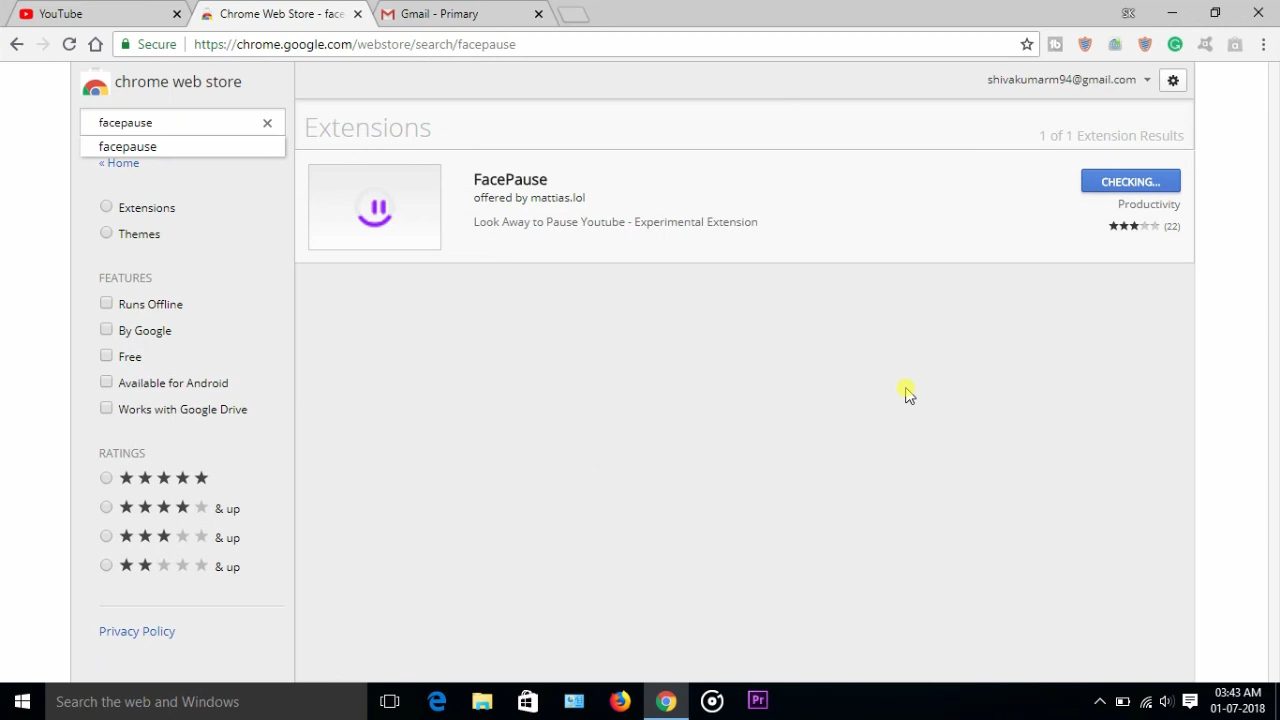 YouTube
Chrome Web Store - face
Gmail - Primary
Secure
https://chrome.google.com/webstore/search/facepause
chrome web store
shivakumarm94@gmail.com
facepause
facepause
« Home
Extensions
1 of 1 Extension Results
FacePause
offered by mattias.lol
Look Away to Pause Youtube - Experimental Extension
CHECKING...
Productivity
(22)
Extensions
Themes
FEATURES
Runs Offline
By Google
Free
Available for Android
Works with Google Drive
RATINGS
& up
& up
& up
Privacy Policy
Search the web and Windows
Pr
03:43 AM
01-07-2018